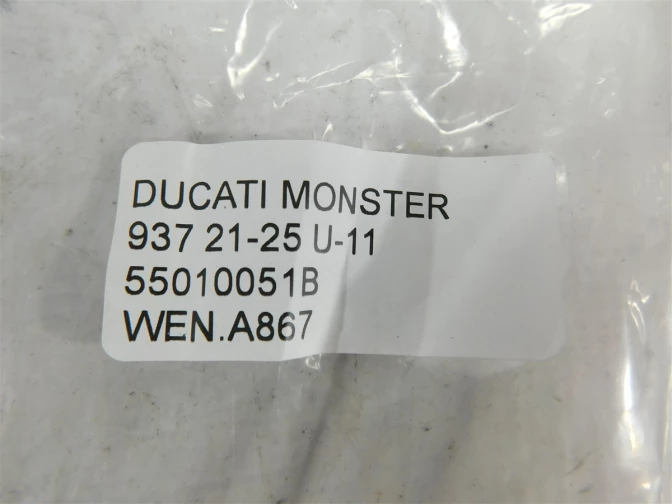 DUCATI MONSTER
937 21-25 U-11
55010051B
WEN.A867